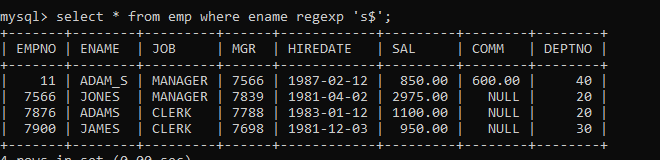 mysql> select * from emp where ename regexp 's$';
+-------+--------+---------+------+------------+---------+--------+--------+
| EMPNO | ENAME | JOB | MGR | HIREDATE | SAL | COMM | DEPTNO |
+-------+--------+---------+------+------------+---------+--------+--------+
| 11 | ADAM_S | MANAGER | 7566 | 1987-02-12 | 850.00 | 600.00 | 40 |
| 7566 | JONES | MANAGER | 7839 | 1981-04-02 | 2975.00 | NULL | 20 |
| 7876 | ADAMS | CLERK | 7788 | 1983-01-12 | 1100.00 | NULL | 20 |
| 7900 | JAMES | CLERK | 7698 | 1981-12-03 | 950.00 | NULL | 30 |
+-------+--------+---------+------+------------+---------+--------+--------+
4 rows in set (0.00 sec)